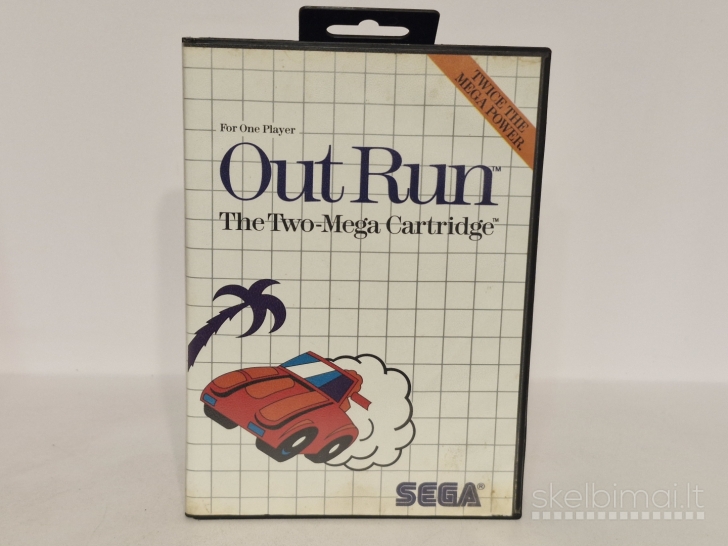 TWICE THE
MEGA POWER.
For One Player
Out Run™
The Two-Mega Cartridge™
SEGA®
skelbimai.lt